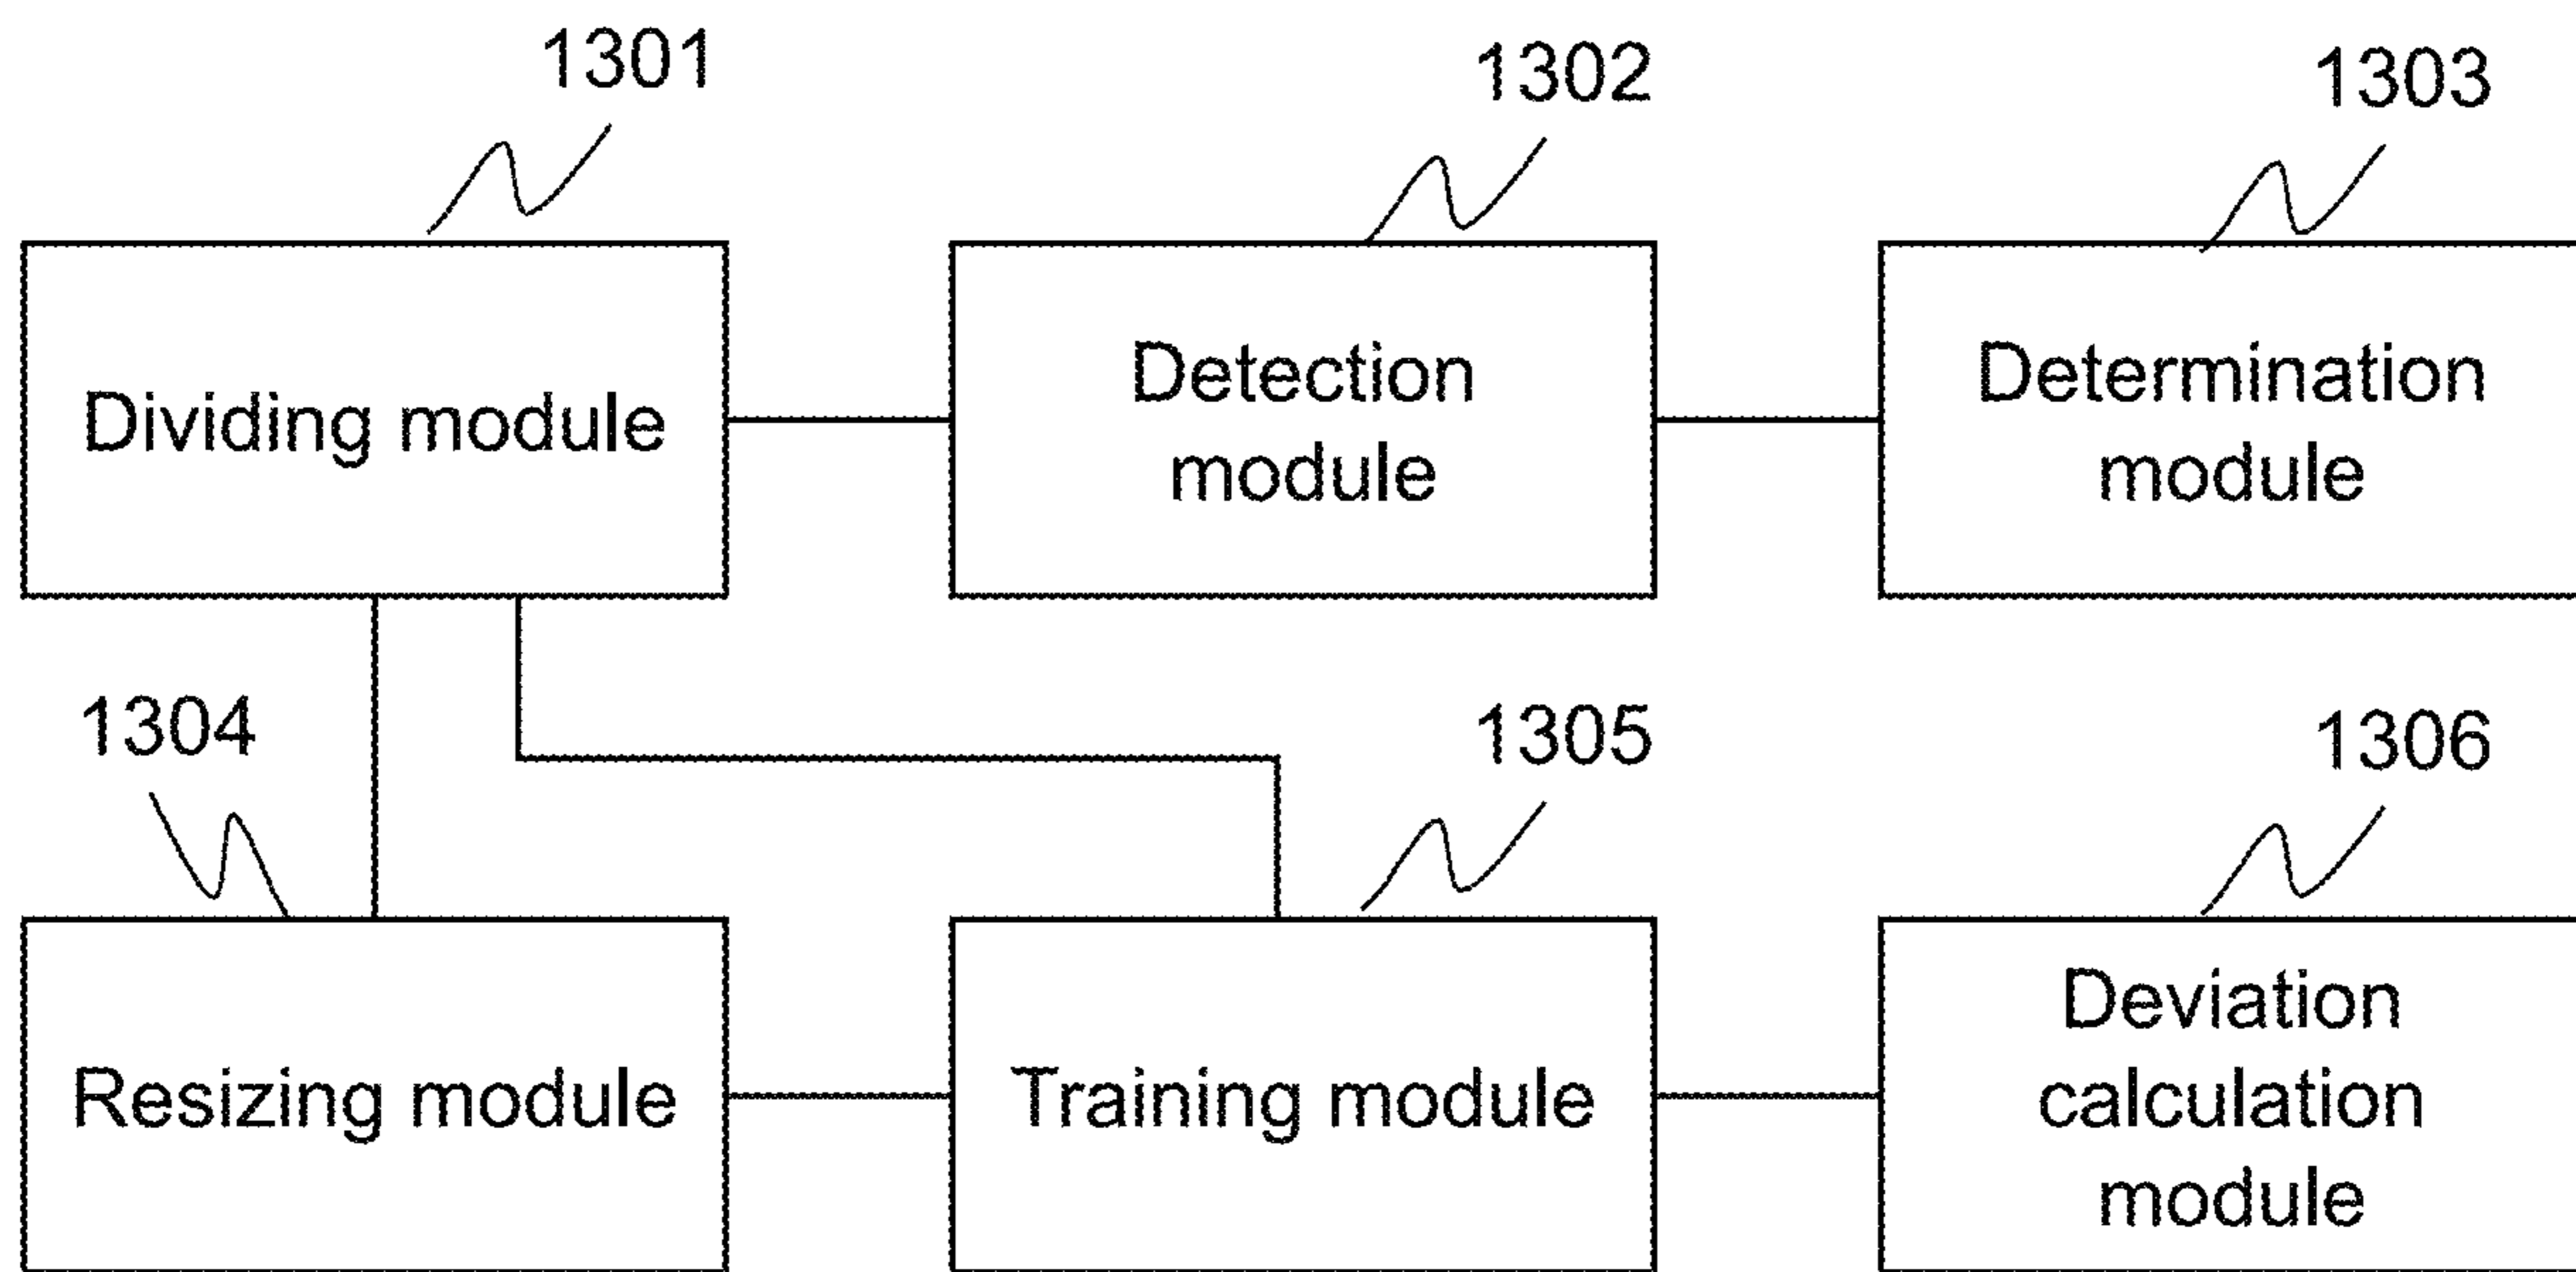 1301
1302
1303
Dividing module
Detection
module
Determination
module
1304
1305
1306
Resizing module
Training module
Deviation
calculation
module